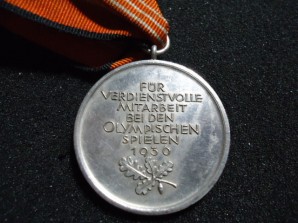 FÜR
VERDIENSTVOLLE
MITARBEIT
BEI DEN
OLYMPISCHEN
SPIELEN
1936